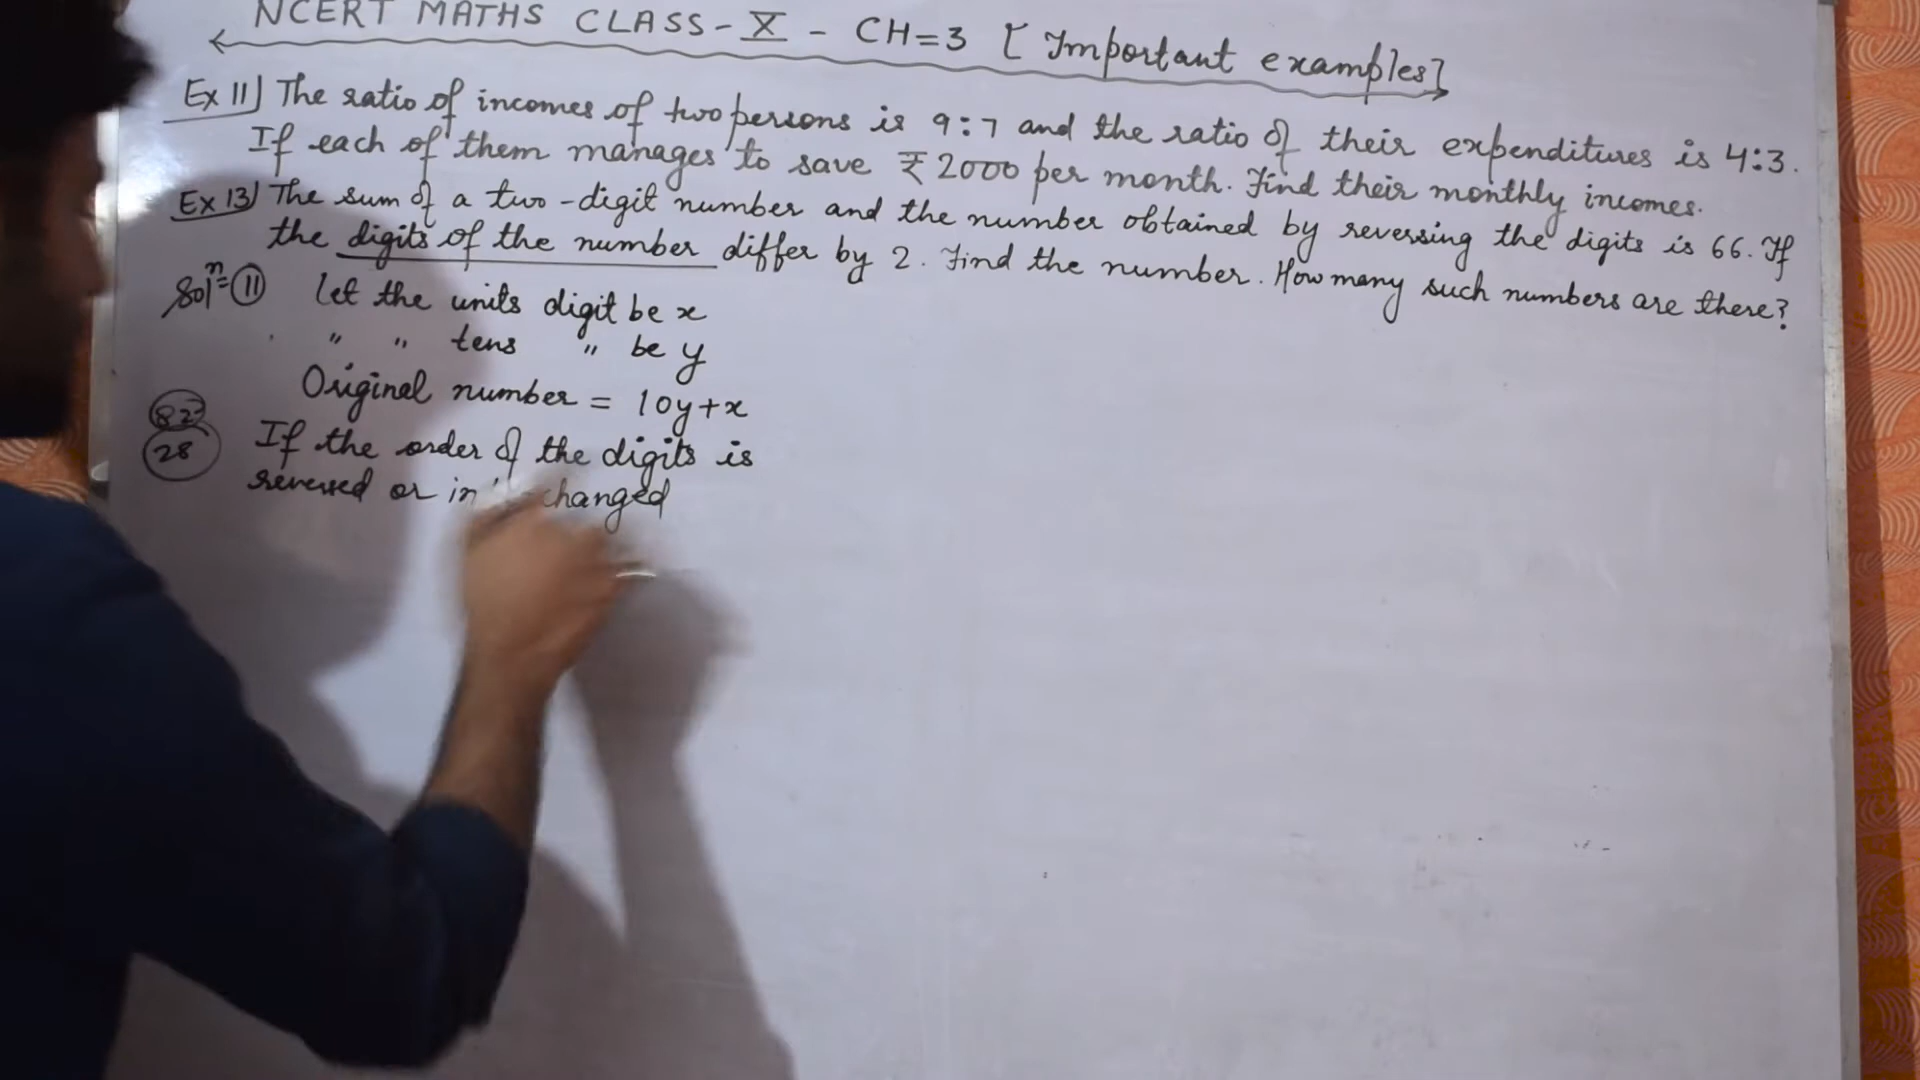 NCERT MATHS CLASS-X - CH=3 [Important examples]
Ex 11) The ratio of incomes of two persons is 9:7 and the ratio of their expenditures is 4:3.
If each of them manages to save ₹2000 per month. Find their monthly incomes.
Ex 13) The sum of a two-digit number and the number obtained by reversing the digits is 66. If
the digits of the number differ by 2. Find the number. How many such numbers are there?
Solⁿ= 11 Let the units digit be x
" " tens " be y
Original number = 10y+x
82
28
If the order of the digits is
reversed or changed